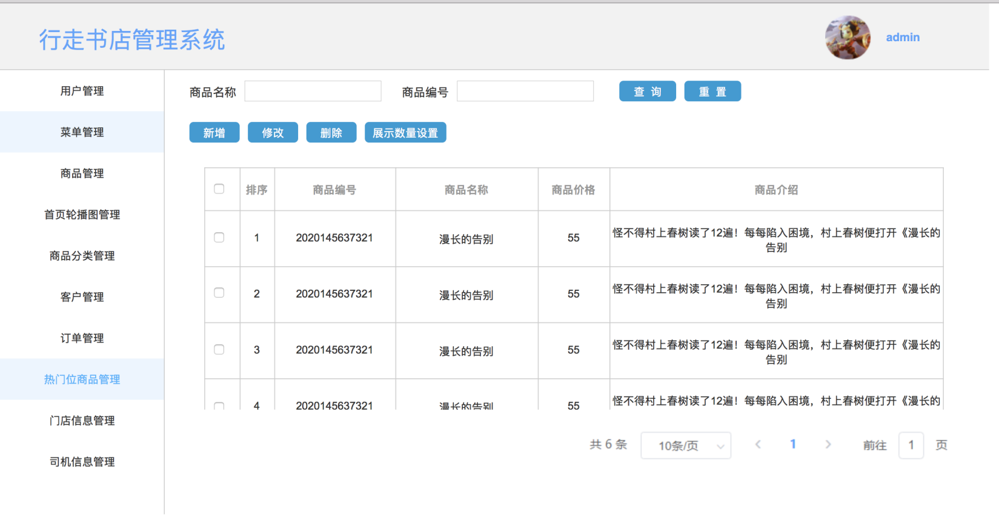 行走书店管理系统
admin
用户管理
菜单管理
商品管理
首页轮播图管理
商品分类管理
客户管理
订单管理
热门位商品管理
门店信息管理
司机信息管理
商品名称 商品编号 查 询 重 置
新增 修改 删除 展示数量设置
排序 商品编号 商品名称 商品价格 商品介绍
1 2020145637321 漫长的告别 55 怪不得村上春树读了12遍！每每陷入困境，村上春树便打开《漫长的
告别
2 2020145637321 漫长的告别 55 怪不得村上春树读了12遍！每每陷入困境，村上春树便打开《漫长的
告别
3 2020145637321 漫长的告别 55 怪不得村上春树读了12遍！每每陷入困境，村上春树便打开《漫长的
告别
4 2020145637321 漫长的告别 55 怪不得村上春树读了12遍！每每陷入困境，村上春树便打开《漫长的
共 6 条 10条/页 1 前往 1 页